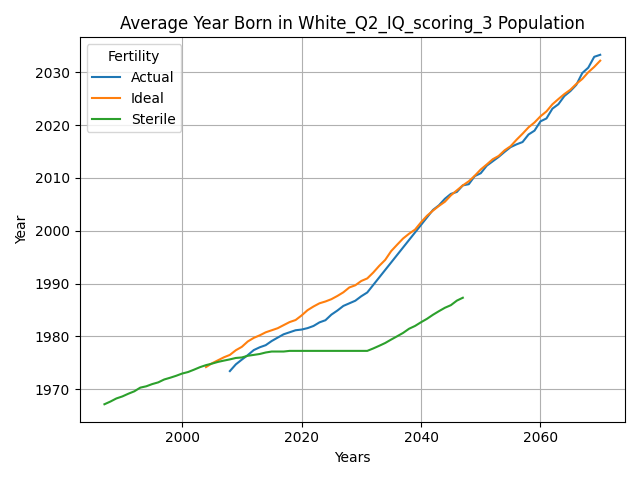 Average Year Born in White_Q2_IQ_scoring_3 Population
Fertility
Actual
Ideal
Sterile
2030
2020
2010
2000
1990
1980
1970
Year
2000 2020 2040 2060
Years